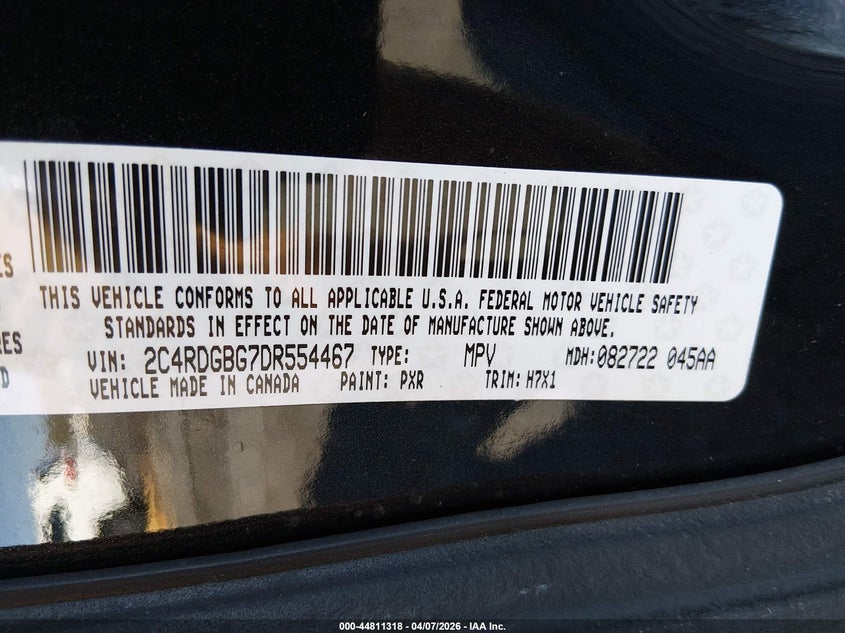 ES
THIS VEHICLE CONFORMS TO ALL APPLICABLE U.S.A. FEDERAL MOTOR VEHICLE SAFETY
STANDARDS IN EFFECT ON THE DATE OF MANUFACTURE SHOWN ABOVE.
RES
VIN: 2C4RDGBG7DR554467 TYPE: MPV MDH:082722 045AA
D
VEHICLE MADE IN CANADA PAINT: PXR TRIM: H7X1
000-44811318 - 04/07/2026 - IAA Inc.